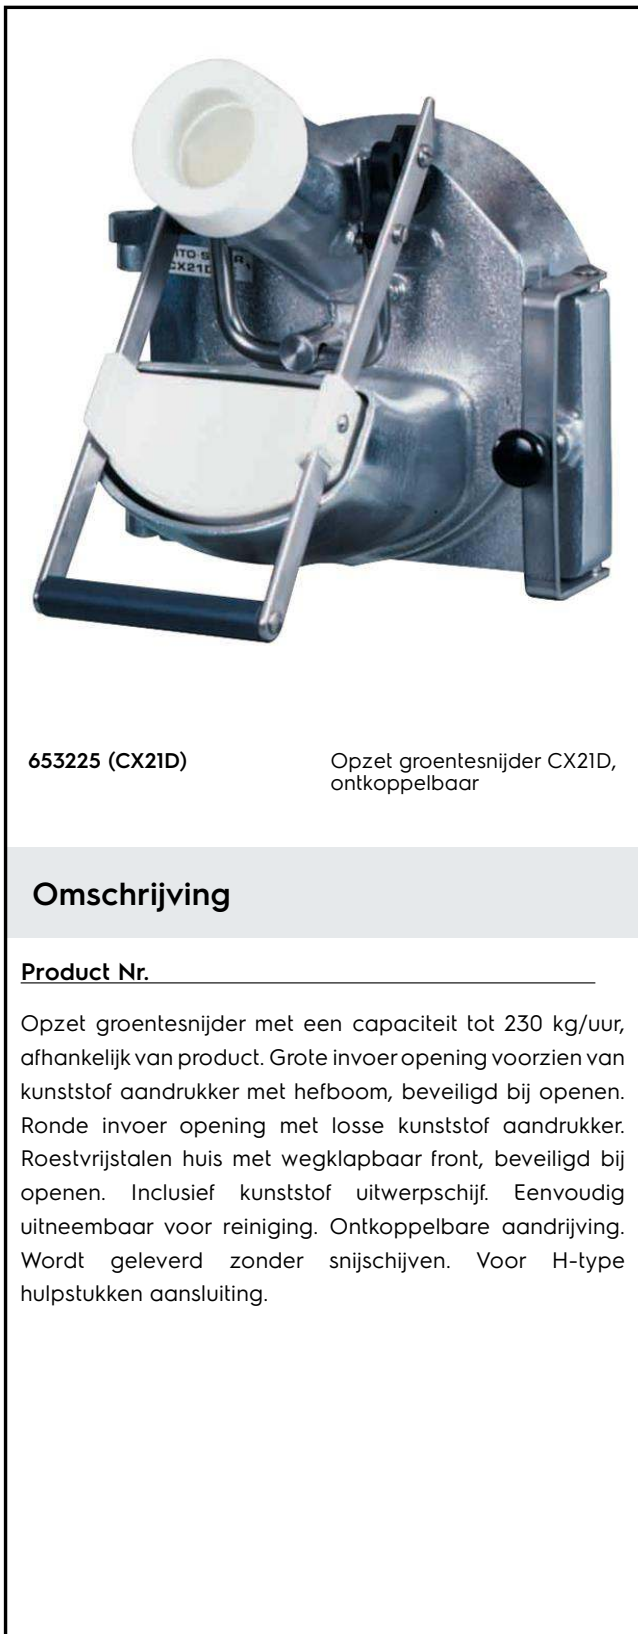 CX21D
653225 (CX21D)
Opzet groentesnijder CX21D,
ontkoppelbaar
Omschrijving
Product Nr.
Opzet groentesnijder met een capaciteit tot 230 kg/uur,
afhankelijk van product. Grote invoer opening voorzien van
kunststof aandrukker met hefboom, beveiligd bij openen.
Ronde invoer opening met losse kunststof aandrukker.
Roestvrijstalen huis met wegklapbaar front, beveiligd bij
openen. Inclusief kunststof uitwerpschijf. Eenvoudig
uitneembaar voor reiniging. Ontkoppelbare aandrijving.
Wordt geleverd zonder snijschijven. Voor H-type
hulpstukken aansluiting.